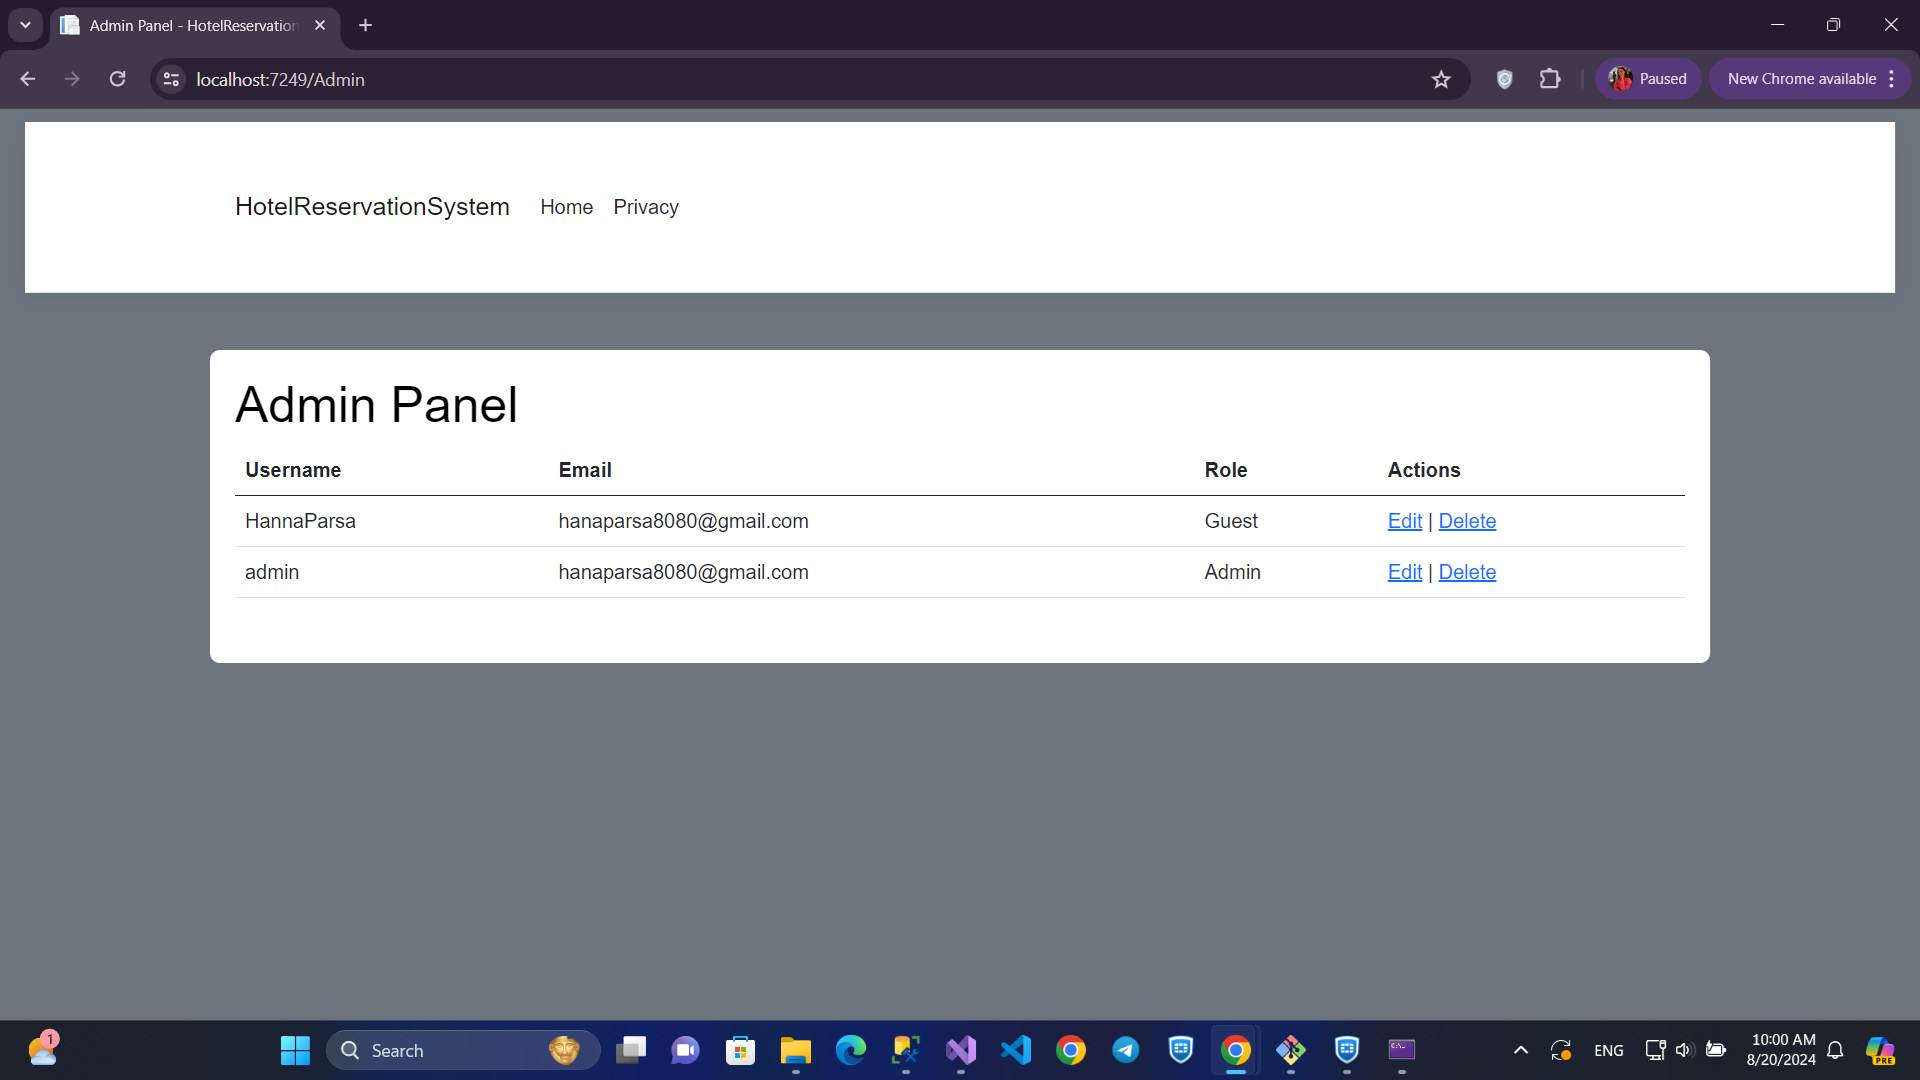 Admin Panel - HotelReservation
localhost:7249/Admin
Paused
New Chrome available
HotelReservationSystem Home Privacy
Admin Panel
Username Email Role Actions
HannaParsa hanaparsa8080@gmail.com Guest Edit | Delete
admin hanaparsa8080@gmail.com Admin Edit | Delete
1
Search
PRE
ENG
10:00 AM
8/20/2024